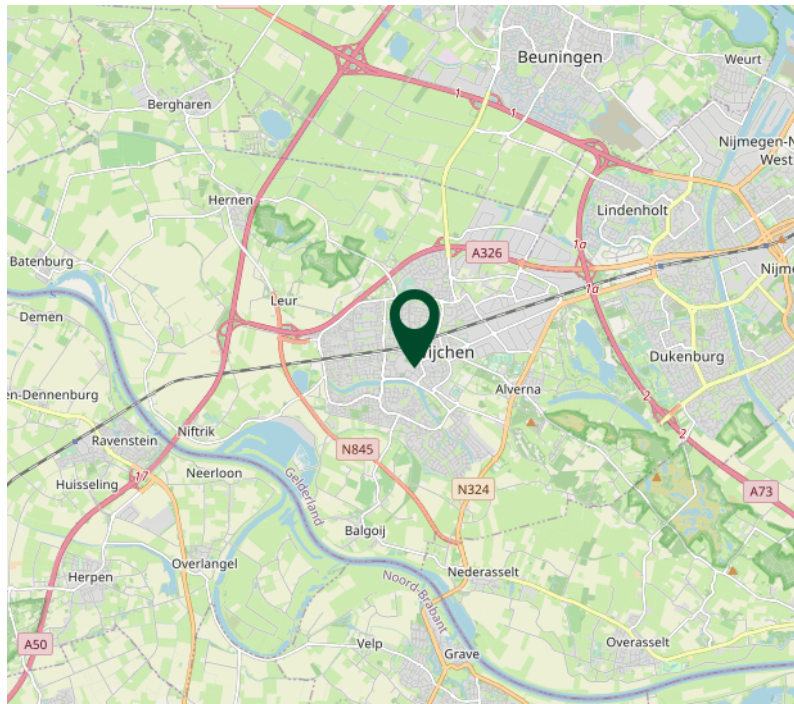 Beuningen
Weurt
1
Bergharen
1
Nijmegen-N
West
Hernen
Lindenholt
1a
A326
Batenburg
Nijme
1a
Leur
Demen
ijchen
Dukenburg
Alverna
en-Dennenburg
2
Niftrik
Ravenstein
2
N845
Neerloon
17
Huisseling
Gelderland
N324
A73
Balgoij
Overlangel
Nederasselt
Herpen
Noord-Brabant
A50
Velp
Overasselt
Grave